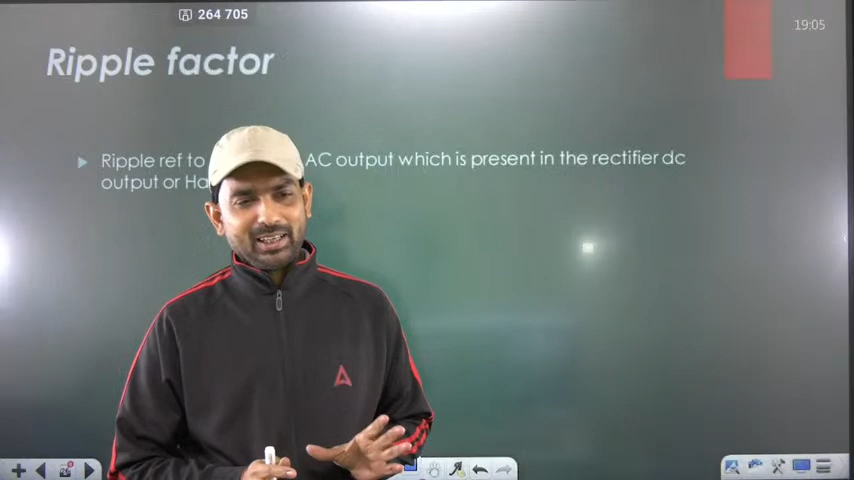 264 705
19:05
Ripple factor
Ripple ref to AC output which is present in the rectifier dc
output or Ha